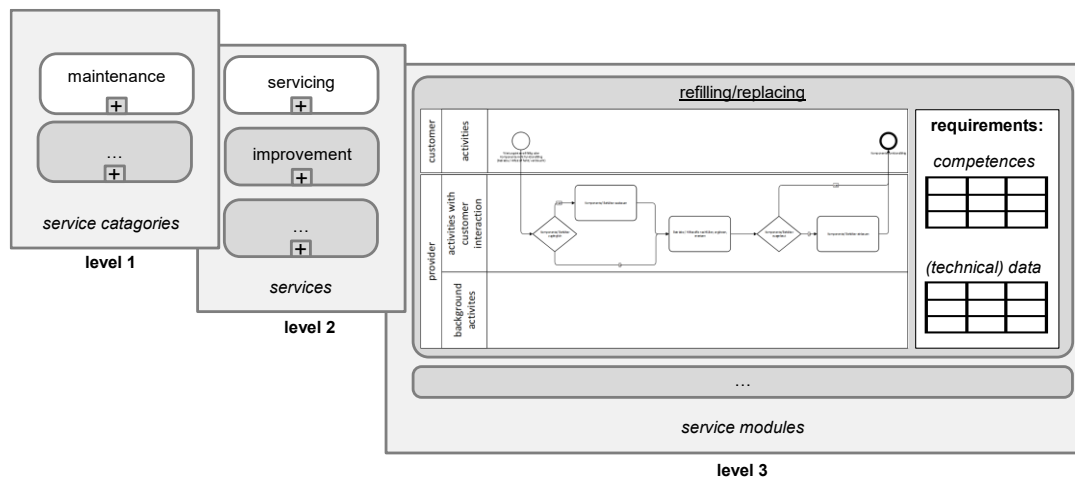 maintenance
+
...
+
service catagories
level 1
servicing
+
improvement
+
...
+
services
level 2
refilling/replacing
customer
activities
provider
activities with
customer
interaction
background
activites
requirements:
competences
(technical) data
...
service modules
level 3